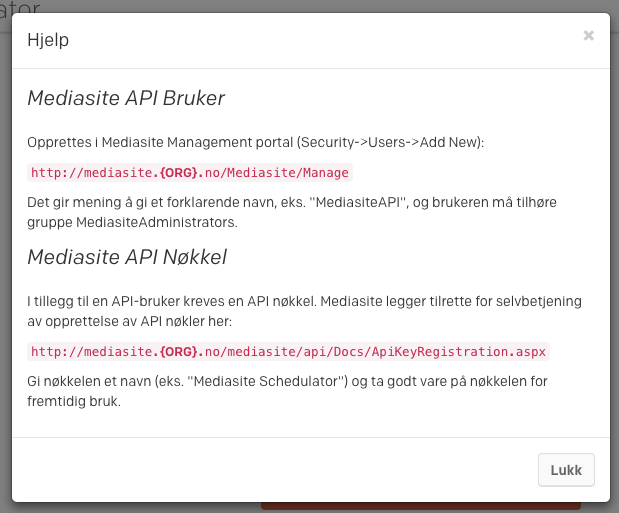 ator
Hjelp ×
Mediasite API Bruker
Opprettes i Mediasite Management portal (Security->Users->Add New):
http://mediasite.{ORG}.no/Mediasite/Manage
Det gir mening å gi et forklarende navn, eks. "MediasiteAPI", og brukeren må tilhøre
gruppe MediasiteAdministrators.
Mediasite API Nøkkel
I tillegg til en API-bruker kreves en API nøkkel. Mediasite legger tilrette for selvbetjening
av opprettelse av API nøkler her:
http://mediasite.{ORG}.no/mediasite/api/Docs/ApiKeyRegistration.aspx
Gi nøkkelen et navn (eks. "Mediasite Schedulator") og ta godt vare på nøkkelen for
fremtidig bruk.
Lukk